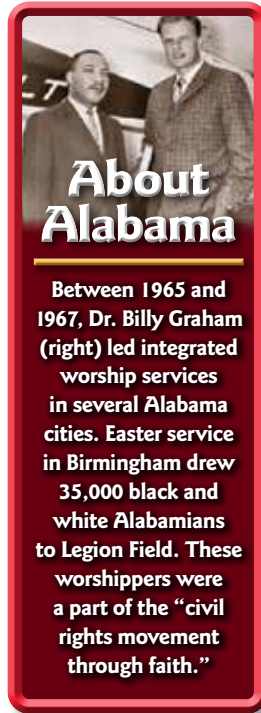 LT
About
Alabama
Between 1965 and
1967, Dr. Billy Graham
(right) led integrated
worship services
in several Alabama
cities. Easter service
in Birmingham drew
35,000 black and
white Alabamians
to Legion Field. These
worshippers were
a part of the “civil
rights movement
through faith.”